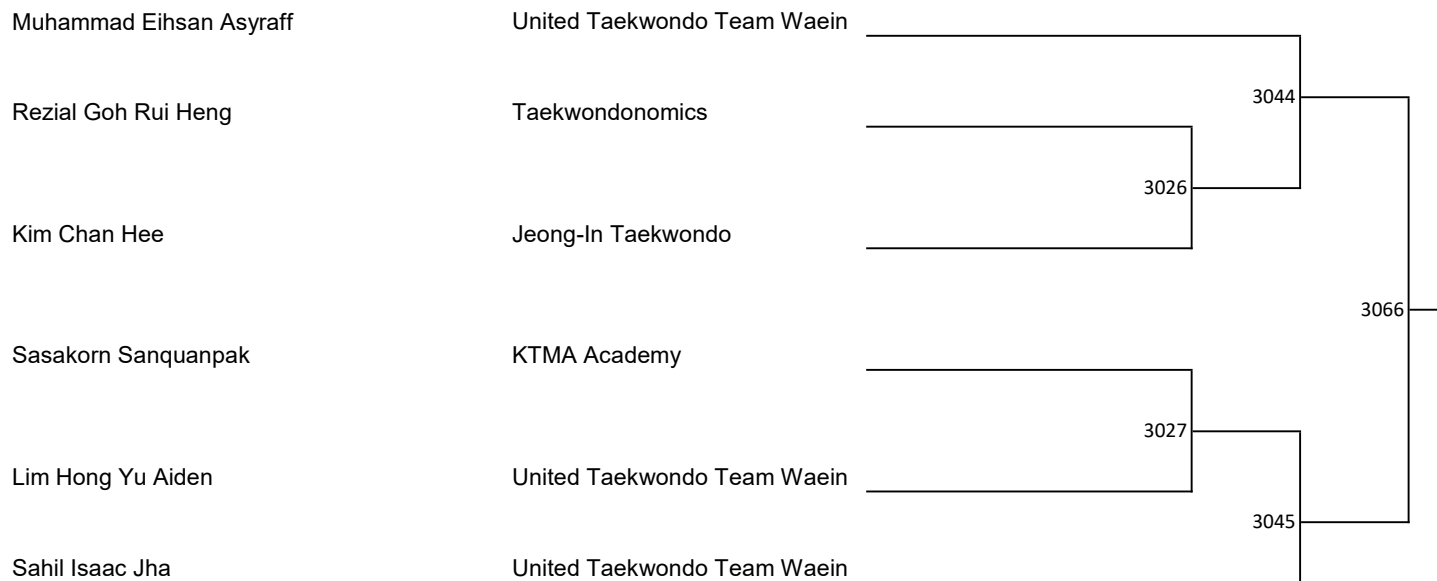 Muhammad Eihsan Asyraff United Taekwondo Team Waein
3044
Rezial Goh Rui Heng Taekwondonomics
3026
Kim Chan Hee Jeong-In Taekwondo
3066
Sasakorn Sanquanpak KTMA Academy
3027
Lim Hong Yu Aiden United Taekwondo Team Waein
3045
Sahil Isaac Jha United Taekwondo Team Waein